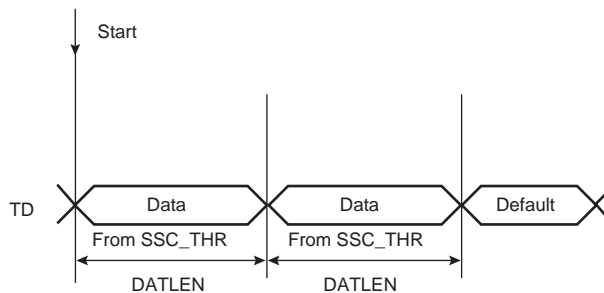 Start
TD
Data
Data
Default
From SSC_THR
From SSC_THR
DATLEN
DATLEN